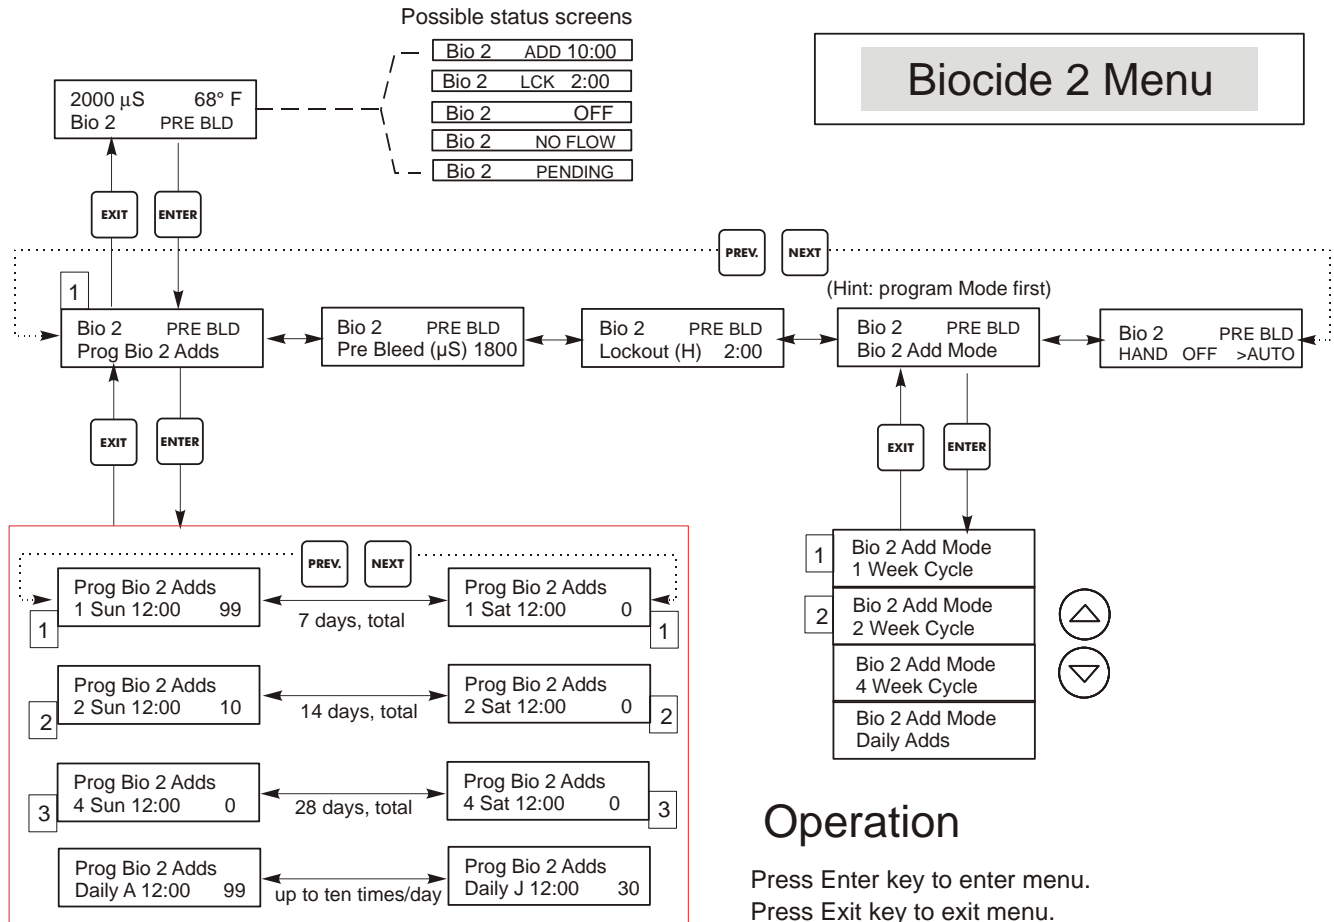 Possible status screens
Bio 2 ADD 10:00
Bio 2 LCK 2:00
Bio 2 OFF
Bio 2 NO FLOW
Bio 2 PENDING
Biocide 2 Menu
2000 µS 68° F
Bio 2 PRE BLD
EXIT ENTER
PREV. NEXT
(Hint: program Mode first)
1
Bio 2 PRE BLD
Prog Bio 2 Adds
Bio 2 PRE BLD
Pre Bleed (µS) 1800
Bio 2 PRE BLD
Lockout (H) 2:00
Bio 2 PRE BLD
Bio 2 Add Mode
Bio 2 PRE BLD
HAND OFF >AUTO
EXIT ENTER
EXIT ENTER
PREV. NEXT
Prog Bio 2 Adds
1 Sun 12:00 99
1
7 days, total
Prog Bio 2 Adds
1 Sat 12:00 0
1
Prog Bio 2 Adds
2 Sun 12:00 10
2
14 days, total
Prog Bio 2 Adds
2 Sat 12:00 0
2
Prog Bio 2 Adds
4 Sun 12:00 0
3
28 days, total
Prog Bio 2 Adds
4 Sat 12:00 0
3
Prog Bio 2 Adds
Daily A 12:00 99
up to ten times/day
Prog Bio 2 Adds
Daily J 12:00 30
1
Bio 2 Add Mode
1 Week Cycle
2
Bio 2 Add Mode
2 Week Cycle
Bio 2 Add Mode
4 Week Cycle
Bio 2 Add Mode
Daily Adds
Operation
Press Enter key to enter menu.
Press Exit key to exit menu.